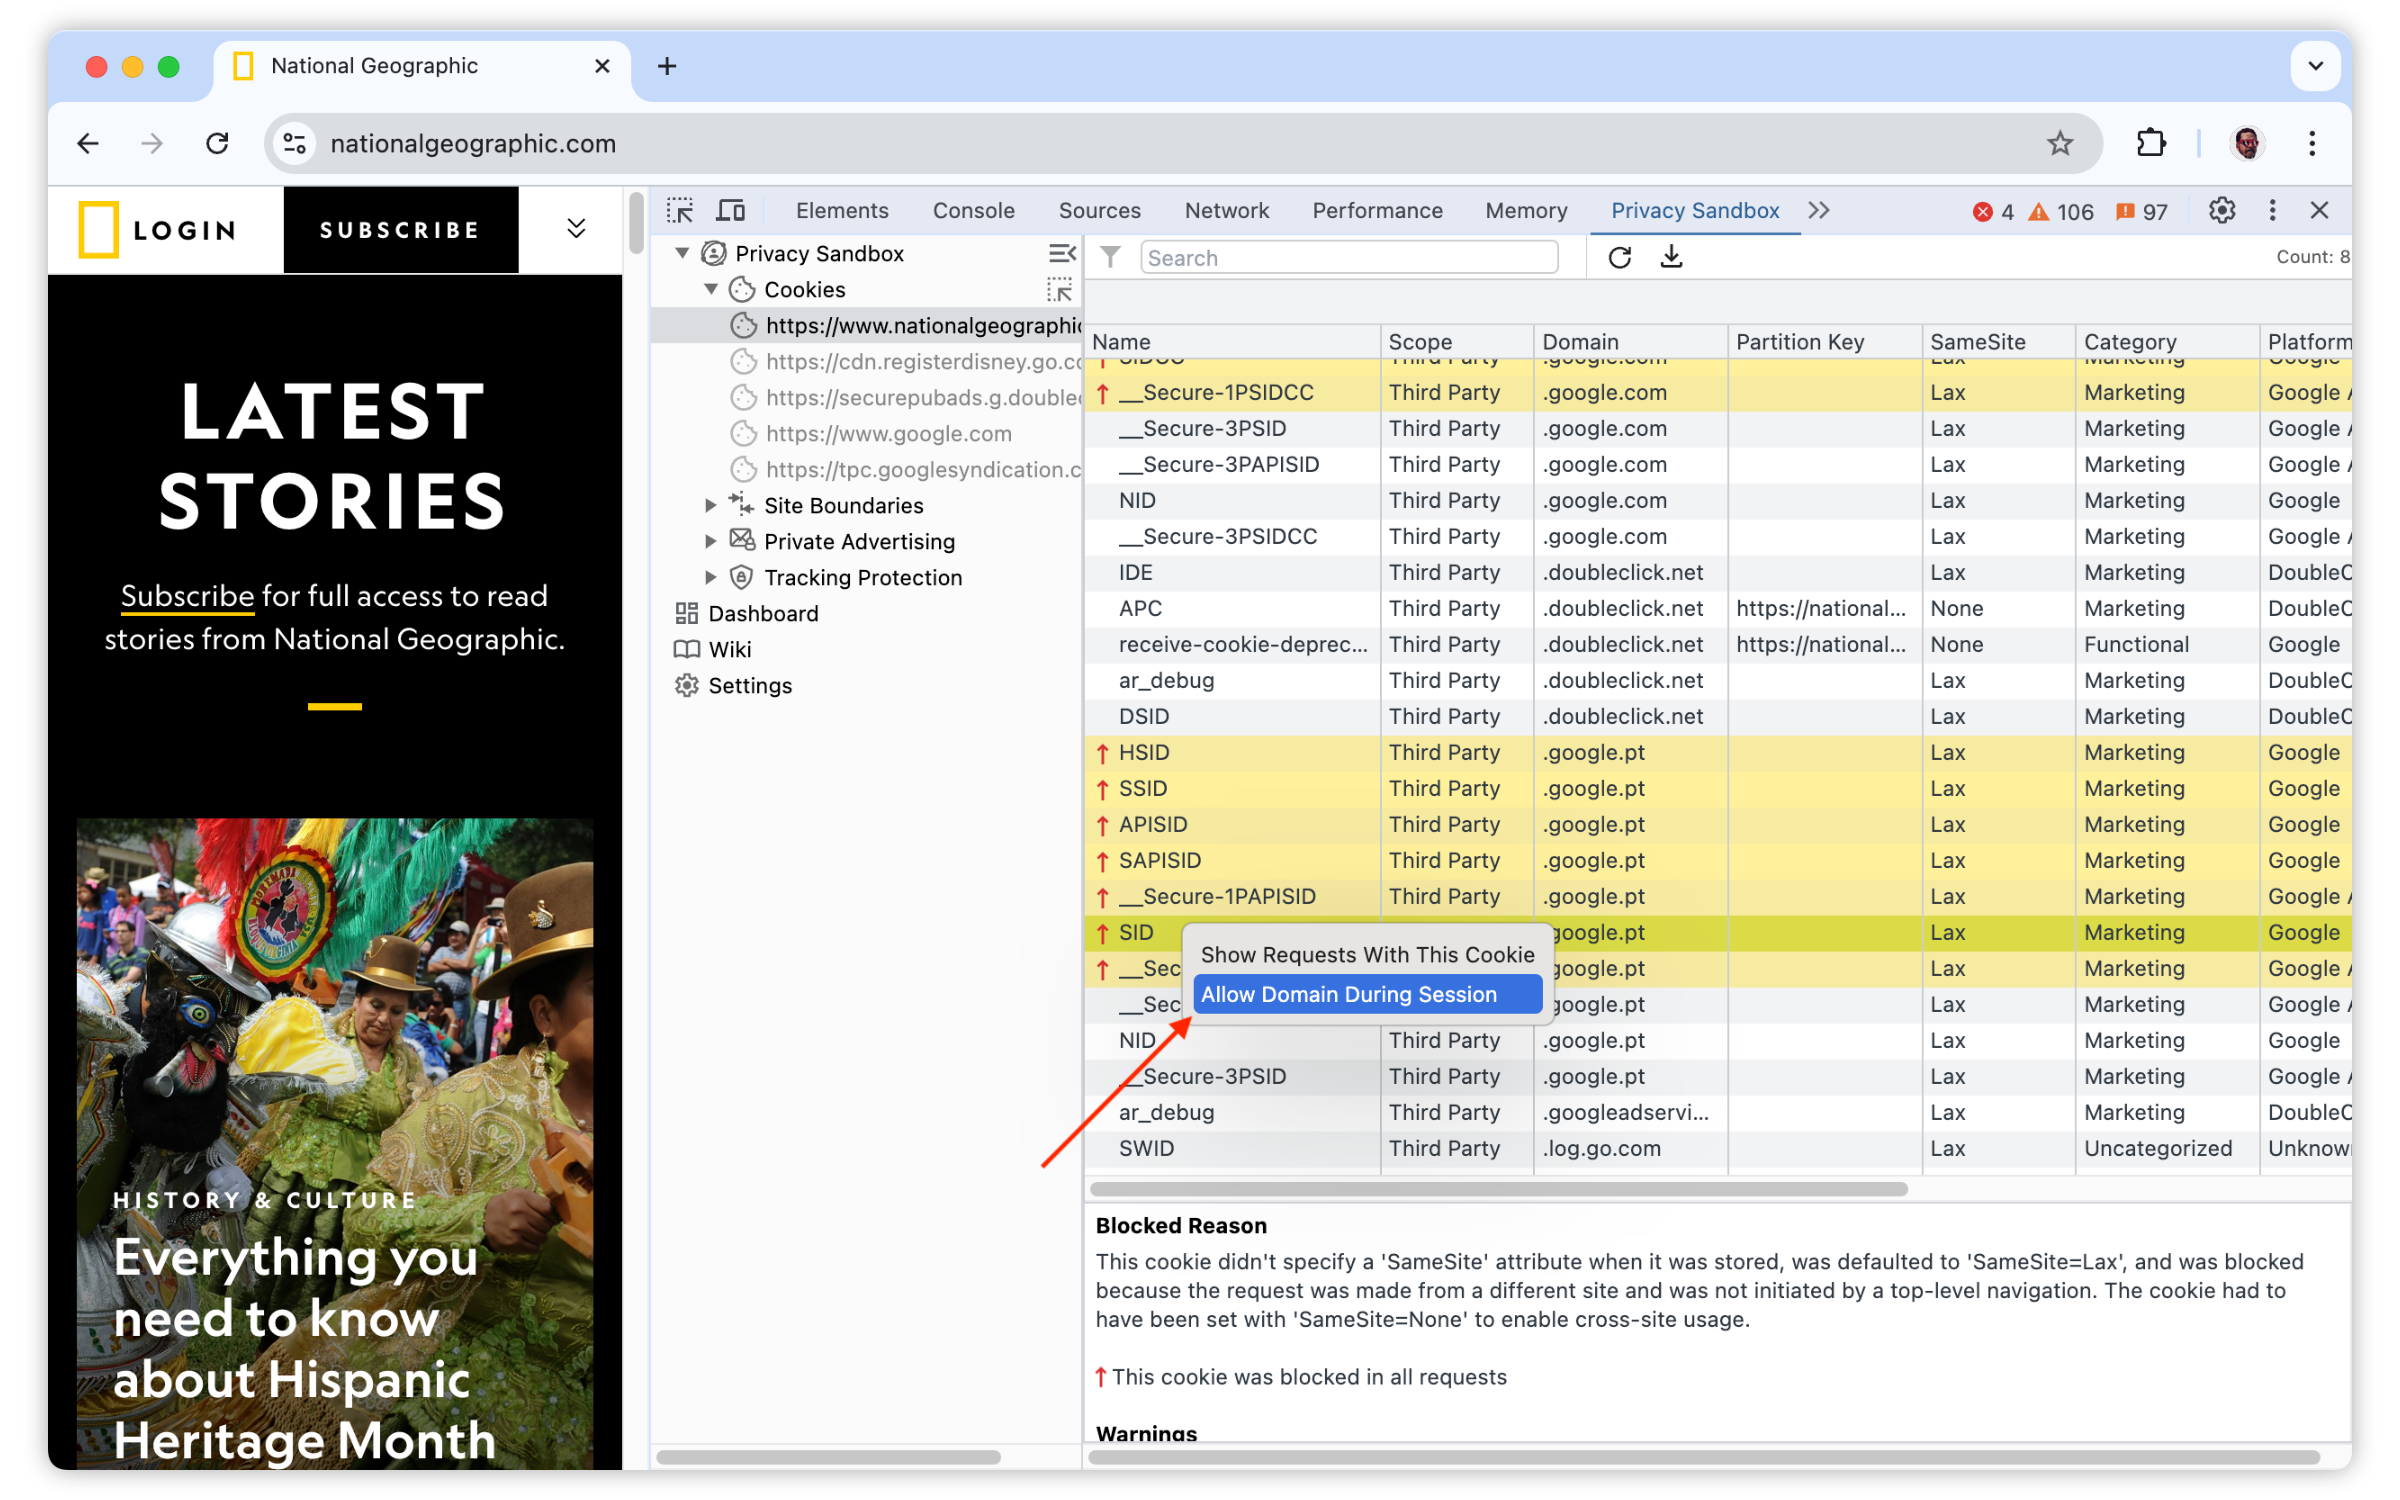 National Geographic
nationalgeographic.com
LOGIN
SUBSCRIBE
LATEST
STORIES
Subscribe for full access to read
stories from National Geographic.
HISTORY & CULTURE
Everything you
need to know
about Hispanic
Heritage Month
Elements Console Sources Network Performance Memory Privacy Sandbox 4 106 97
Privacy Sandbox
Cookies
https://www.nationalgeographic
https://cdn.registerdisney.go.c
https://securepubads.g.double
https://www.google.com
https://tpc.googlesyndication.c
Site Boundaries
Private Advertising
Tracking Protection
Dashboard
Wiki
Settings
Search Count: 8
Name Scope Domain Partition Key SameSite Category Platform
SIDCC Third Party .google.com Lax Marketing Google
__Secure-1PSIDCC Third Party .google.com Lax Marketing Google A
__Secure-3PSID Third Party .google.com Lax Marketing Google A
__Secure-3PAPISID Third Party .google.com Lax Marketing Google A
NID Third Party .google.com Lax Marketing Google
__Secure-3PSIDCC Third Party .google.com Lax Marketing Google A
IDE Third Party .doubleclick.net Lax Marketing DoubleC
APC Third Party .doubleclick.net https://national... None Marketing DoubleC
receive-cookie-deprec... Third Party .doubleclick.net https://national... None Functional Google
ar_debug Third Party .doubleclick.net Lax Marketing DoubleC
DSID Third Party .doubleclick.net Lax Marketing DoubleC
↑ HSID Third Party .google.pt Lax Marketing Google
↑ SSID Third Party .google.pt Lax Marketing Google
↑ APISID Third Party .google.pt Lax Marketing Google
↑ SAPISID Third Party .google.pt Lax Marketing Google
↑ __Secure-1PAPISID Third Party .google.pt Lax Marketing Google A
↑ SID google.pt Lax Marketing Google
Show Requests With This Cookie
↑ __Sec google.pt Lax Marketing Google A
Allow Domain During Session
__Sec google.pt Lax Marketing Google A
NID Third Party .google.pt Lax Marketing Google
__Secure-3PSID Third Party .google.pt Lax Marketing Google A
ar_debug Third Party .googleadservi... Lax Marketing DoubleC
SWID Third Party .log.go.com Lax Uncategorized Unknow
Blocked Reason
This cookie didn't specify a 'SameSite' attribute when it was stored, was defaulted to 'SameSite=Lax', and was blocked
because the request was made from a different site and was not initiated by a top-level navigation. The cookie had to
have been set with 'SameSite=None' to enable cross-site usage.
↑ This cookie was blocked in all requests
Warnings